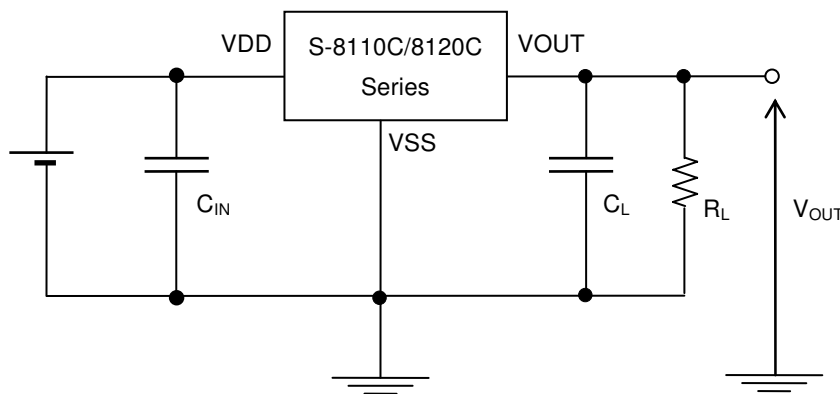 VDD
S-8110C/8120C
Series
VOUT
VSS
CIN
CL
RL
VOUT